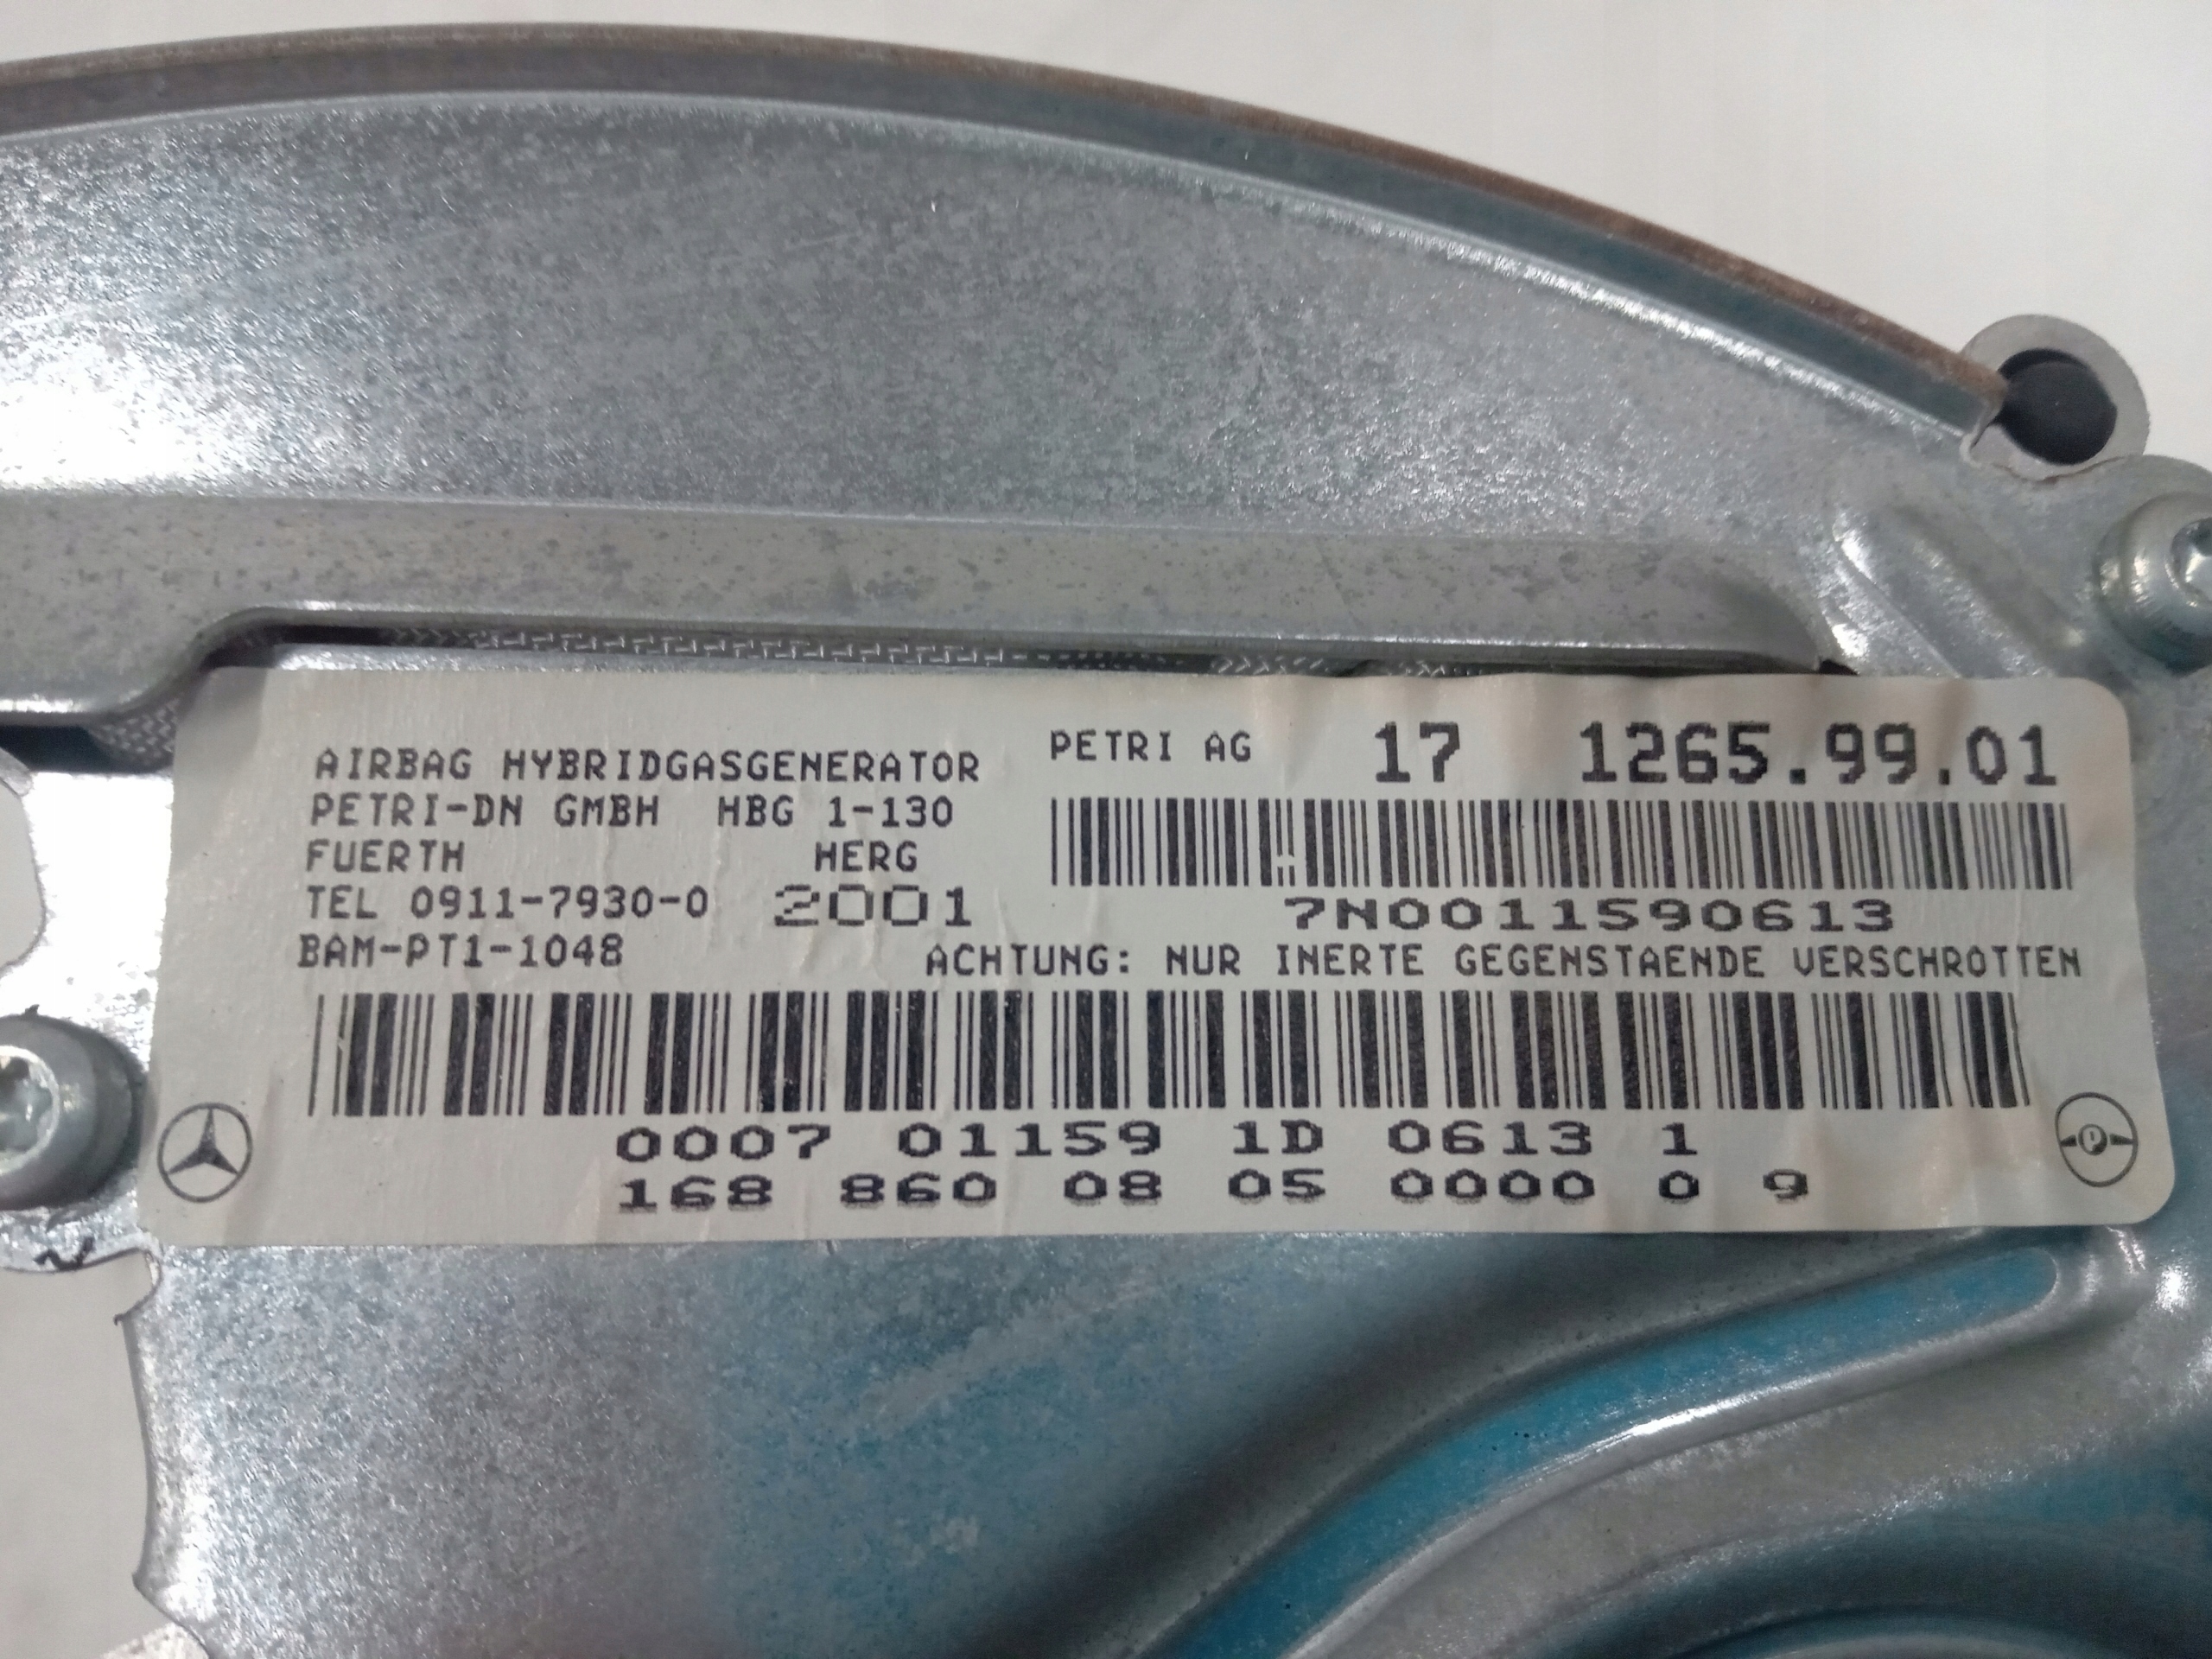 AIRBAG HYBRIDGASGENERATOR
PETRI-DN GMBH HBG 1-130
FUERTH HERG
TEL 0911-7930-0 2001
BAM-PT1-1048
PETRI AG 17 1265.99.01
7N0011590613
ACHTUNG: NUR INERTE GEGENSTAENDE VERSCHROTTEN
0007 01159 1D 0613 1
168 860 08 05 0000 0 9